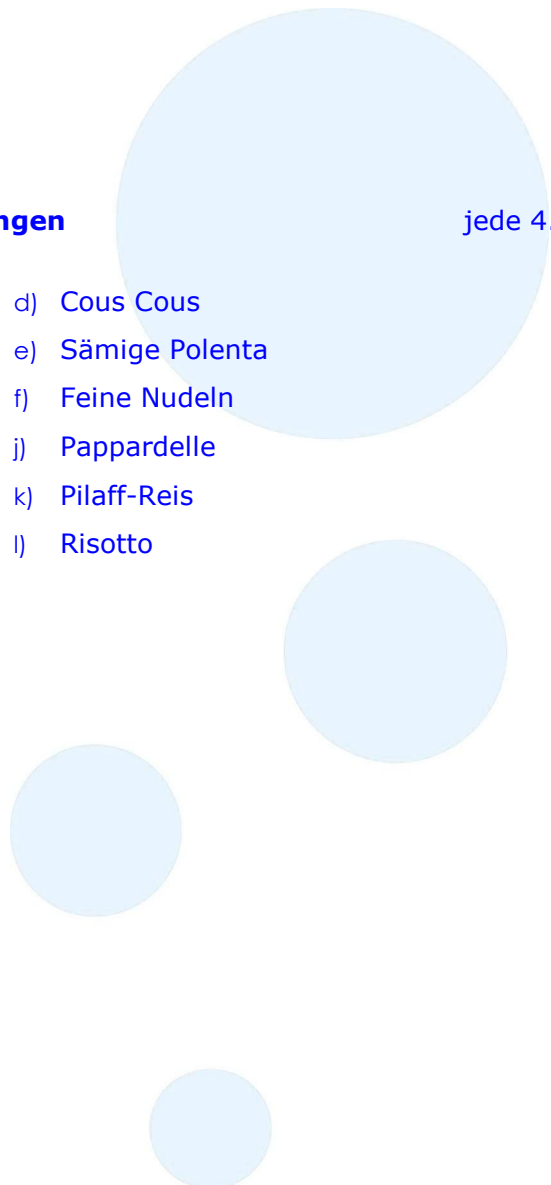 ngen jede 4.
d) Cous Cous
e) Sämige Polenta
f) Feine Nudeln
j) Pappardelle
k) Pilaff-Reis
l) Risotto